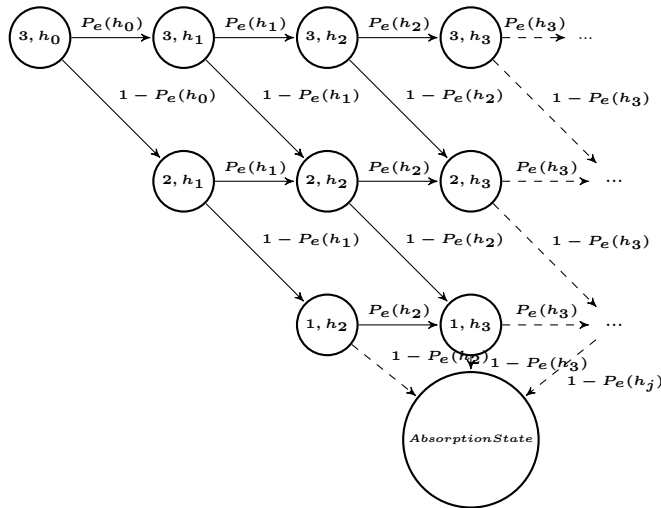 3, h₀ Pₑ(h₀) 3, h₁ Pₑ(h₁) 3, h₂ Pₑ(h₂) 3, h₃ Pₑ(h₃) ...
1 − Pₑ(h₀) 1 − Pₑ(h₁) 1 − Pₑ(h₂) 1 − Pₑ(h₃)
2, h₁ Pₑ(h₁) 2, h₂ Pₑ(h₂) 2, h₃ Pₑ(h₃) ...
1 − Pₑ(h₁) 1 − Pₑ(h₂) 1 − Pₑ(h₃)
1, h₂ Pₑ(h₂) 1, h₃ Pₑ(h₃) ...
1 − Pₑ(h₂) 1 − Pₑ(h₃)
1 − Pₑ(hⱼ)
AbsorptionState